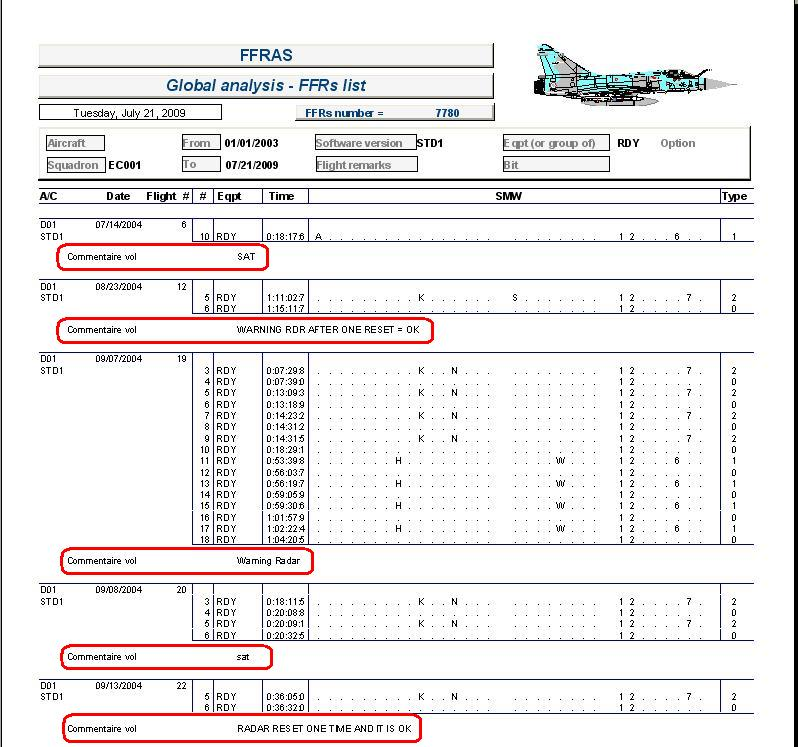 FFRAS
Global analysis - FFRs list
Tuesday, July 21, 2009 FFRs number = 7780
Aircraft From 01/01/2003 Software version STD1 Eqpt (or group of) RDY Option
Squadron EC001 To 07/21/2009 Flight remarks Bit
A/C Date Flight # # Eqpt Time SMW Type
D01 07/14/2004 6
STD1 10 RDY 0:18:17:6 A . . . . . . . . . . . . . . . . . . . . . . . . 1 2 . . . 6 . . 1
Commentaire vol SAT
D01 08/23/2004 12
STD1 5 RDY 1:11:02:7 . . . . . . . . . K . . . . . . . S . . . . . . . 1 2 . . . . 7 . 2
6 RDY 1:15:11:7 . . . . . . . . . . . . . . . . . . . . . . . . . 1 2 . . . . . . 0
Commentaire vol WARNING RDR AFTER ONE RESET = OK
D01 09/07/2004 19
STD1 3 RDY 0:07:29:8 . . . . . . . . . K . . N . . . . . . . . . . . . 1 2 . . . . 7 . 2
4 RDY 0:07:39:0 . . . . . . . . . . . . . . . . . . . . . . . . . 1 2 . . . . . . 0
5 RDY 0:13:09:3 . . . . . . . . . K . . N . . . . . . . . . . . . 1 2 . . . . 7 . 2
6 RDY 0:13:18:9 . . . . . . . . . . . . . . . . . . . . . . . . . 1 2 . . . . . . 0
7 RDY 0:14:23:2 . . . . . . . . . K . . N . . . . . . . . . . . . 1 2 . . . . 7 . 2
8 RDY 0:14:31:2 . . . . . . . . . . . . . . . . . . . . . . . . . 1 2 . . . . . . 0
9 RDY 0:14:31:5 . . . . . . . . . K . . N . . . . . . . . . . . . 1 2 . . . . 7 . 2
10 RDY 0:18:29:1 . . . . . . . . . . . . . . . . . . . . . . . . . 1 2 . . . . . . 0
11 RDY 0:53:39:8 . . . . . . . H . . . . . . . . . . . . . W . . . 1 2 . . . 6 . . 1
12 RDY 0:56:03:7 . . . . . . . . . . . . . . . . . . . . . . . . . 1 2 . . . . . . 0
13 RDY 0:56:19:7 . . . . . . . H . . . . . . . . . . . . . W . . . 1 2 . . . 6 . . 1
14 RDY 0:59:05:9 . . . . . . . . . . . . . . . . . . . . . . . . . 1 2 . . . . . . 0
15 RDY 0:59:30:6 . . . . . . . H . . . . . . . . . . . . . W . . . 1 2 . . . 6 . . 1
16 RDY 1:01:57:9 . . . . . . . . . . . . . . . . . . . . . . . . . 1 2 . . . . . . 0
17 RDY 1:02:22:4 . . . . . . . H . . . . . . . . . . . . . W . . . 1 2 . . . 6 . . 1
18 RDY 1:04:20:5 . . . . . . . . . . . . . . . . . . . . . . . . . 1 2 . . . . . . 0
Commentaire vol Warning Radar
D01 09/08/2004 20
STD1 3 RDY 0:18:11:5 . . . . . . . . . K . . N . . . . . . . . . . . . 1 2 . . . . 7 . 2
4 RDY 0:20:08:8 . . . . . . . . . . . . . . . . . . . . . . . . . 1 2 . . . . . . 0
5 RDY 0:20:09:1 . . . . . . . . . K . . N . . . . . . . . . . . . 1 2 . . . . 7 . 2
6 RDY 0:20:32:5 . . . . . . . . . . . . . . . . . . . . . . . . . 1 2 . . . . . . 0
Commentaire vol sat
D01 09/13/2004 22
STD1 5 RDY 0:36:05:0 . . . . . . . . . K . . N . . . . . . . . . . . . 1 2 . . . . 7 . 2
6 RDY 0:36:32:0 . . . . . . . . . . . . . . . . . . . . . . . . . 1 2 . . . . . . 0
Commentaire vol RADAR RESET ONE TIME AND IT IS OK